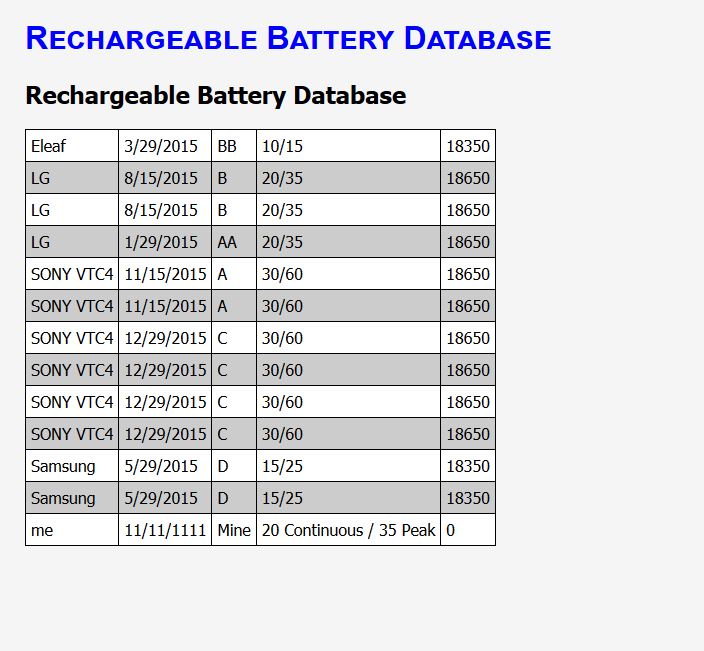 RECHARGEABLE BATTERY DATABASE
Rechargeable Battery Database
Eleaf 3/29/2015 BB 10/15 18350
LG 8/15/2015 B 20/35 18650
LG 8/15/2015 B 20/35 18650
LG 1/29/2015 AA 20/35 18650
SONY VTC4 11/15/2015 A 30/60 18650
SONY VTC4 11/15/2015 A 30/60 18650
SONY VTC4 12/29/2015 C 30/60 18650
SONY VTC4 12/29/2015 C 30/60 18650
SONY VTC4 12/29/2015 C 30/60 18650
SONY VTC4 12/29/2015 C 30/60 18650
Samsung 5/29/2015 D 15/25 18350
Samsung 5/29/2015 D 15/25 18350
me 11/11/1111 Mine 20 Continuous / 35 Peak 0